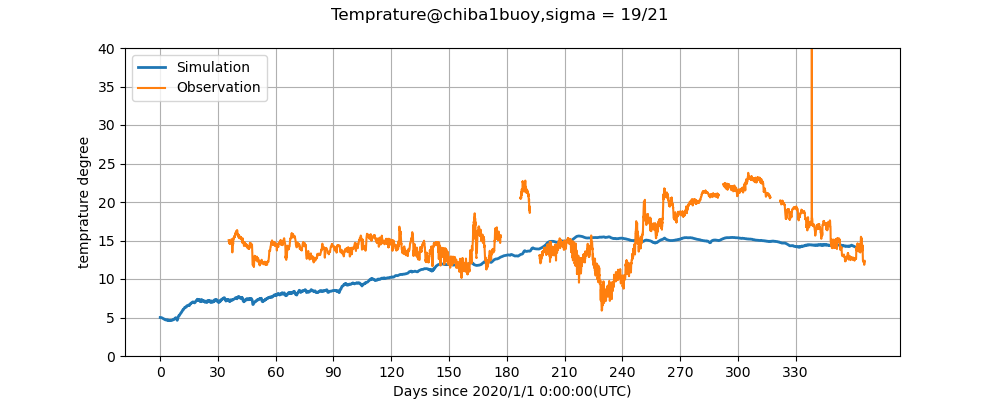 Temprature@chiba1buoy,sigma = 19/21
Simulation
Observation
temprature degree
40
35
30
25
20
15
10
5
0
0 30 60 90 120 150 180 210 240 270 300 330
Days since 2020/1/1 0:00:00(UTC)